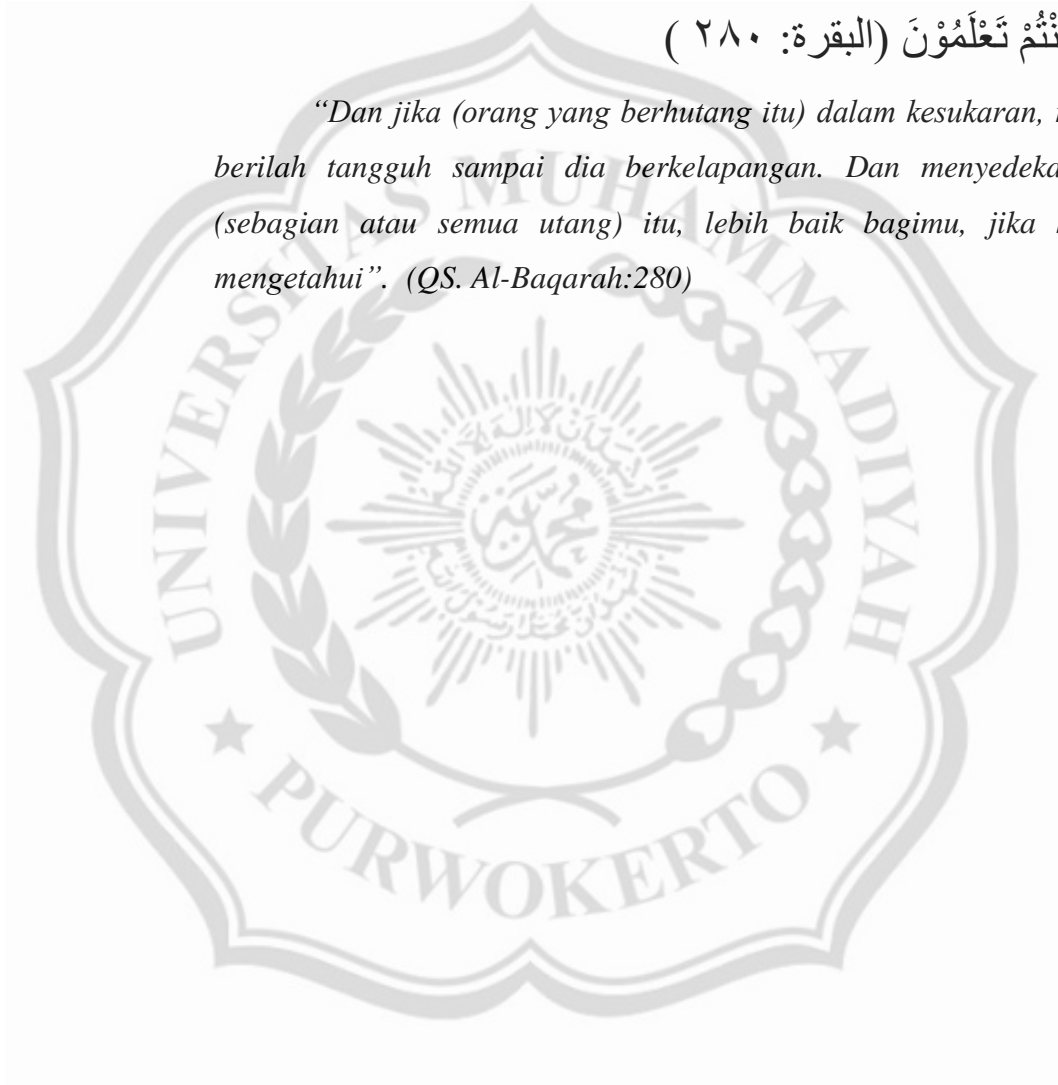 نْتُمْ تَعْلَمُوْنَ (البقرة: ٢٨٠ )
“Dan jika (orang yang berhutang itu) dalam kesukaran,
berilah tangguh sampai dia berkelapangan. Dan menyedeka
(sebagian atau semua utang) itu, lebih baik bagimu, jika
mengetahui”. (QS. Al-Baqarah:280)
UNIVERSITAS MUHAMMADIYAH
PURWOKERTO
محمد